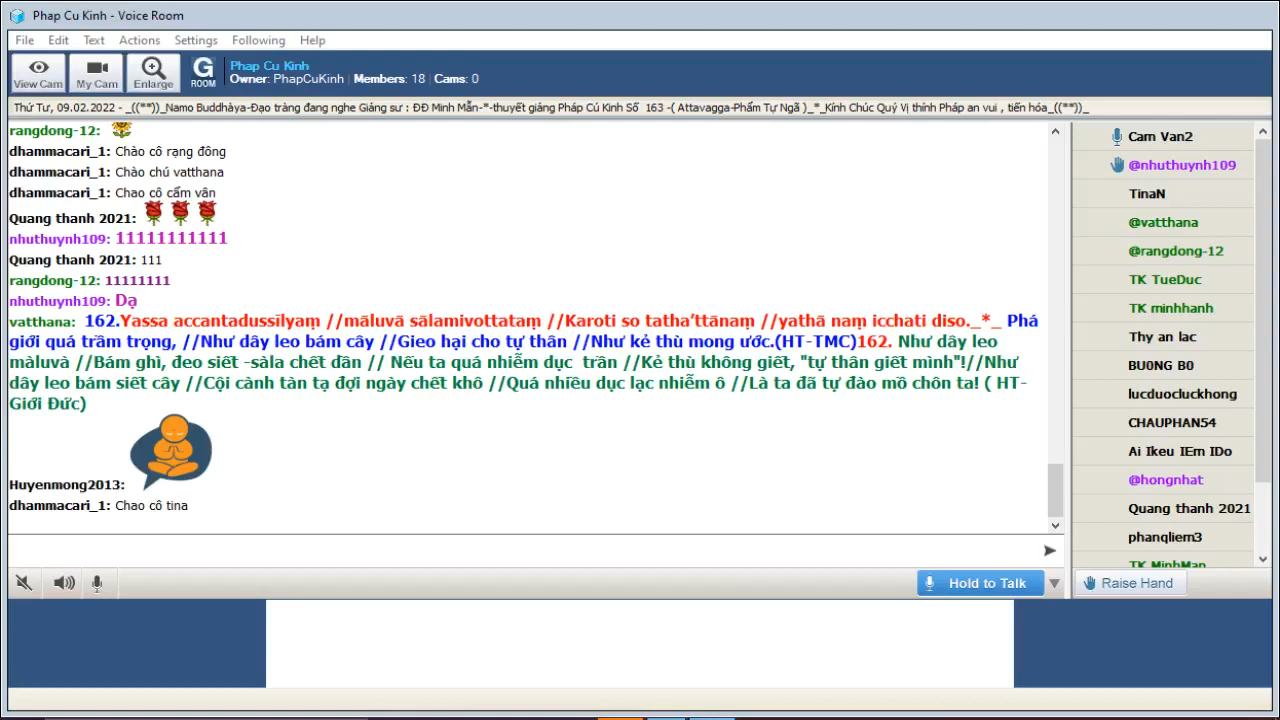 Phap Cu Kinh - Voice Room
File Edit Text Actions Settings Following Help
View Cam My Cam Enlarge G ROOM
Phap Cu Kinh
Owner: PhapCuKinh Members: 18 Cams: 0
Thứ Tư, 09.02.2022 - _((**))_Namo Buddhàya-Đạo tràng đang nghe Giảng sư : ĐĐ Minh Mẫn-*-thuyết giảng Pháp Cú Kinh Số 163 -( Attavagga-Phẩm Tự Ngã )_*_Kính Chúc Quý Vị thính Pháp an vui , tiến hóa_((**))_
rangdong-12:
dhammacari_1: Chào cô rạng đông
dhammacari_1: Chào chú vatthana
dhammacari_1: Chao cô cẩm vân
Quang thanh 2021:
nhuthuynh109: 11111111111
Quang thanh 2021: 111
rangdong-12: 11111111
nhuthuynh109: Dạ
vatthana: 162.Yassa accantadussīlyaṃ //māluvā sālamivottataṃ //Karoti so tatha’ttānaṃ //yathā naṃ icchati diso._*_ Phá
giới quá trầm trọng, //Như dây leo bám cây //Gieo hại cho tự thân //Như kẻ thù mong ước.(HT-TMC)162. Như dây leo
màluvà //Bám ghì, đeo siết -sàla chết dần // Nếu ta quá nhiễm dục trần //Kẻ thù không giết, "tự thân giết mình"!//Như
dây leo bám siết cây //Cội cành tàn tạ đợi ngày chết khô //Quá nhiều dục lạc nhiễm ô //Là ta đã tự đào mồ chôn ta! ( HT-
Giới Đức)
Huyenmong2013:
dhammacari_1: Chao cô tina
Hold to Talk
Cam Van2
@nhuthuynh109
TinaN
@vatthana
@rangdong-12
TK TueDuc
TK minhhanh
Thy an lac
BU0NG B0
lucduocluckhong
CHAUPHAN54
Ai Ikeu IEm IDo
@hongnhat
Quang thanh 2021
phanqliem3
TK MinhMan
Raise Hand